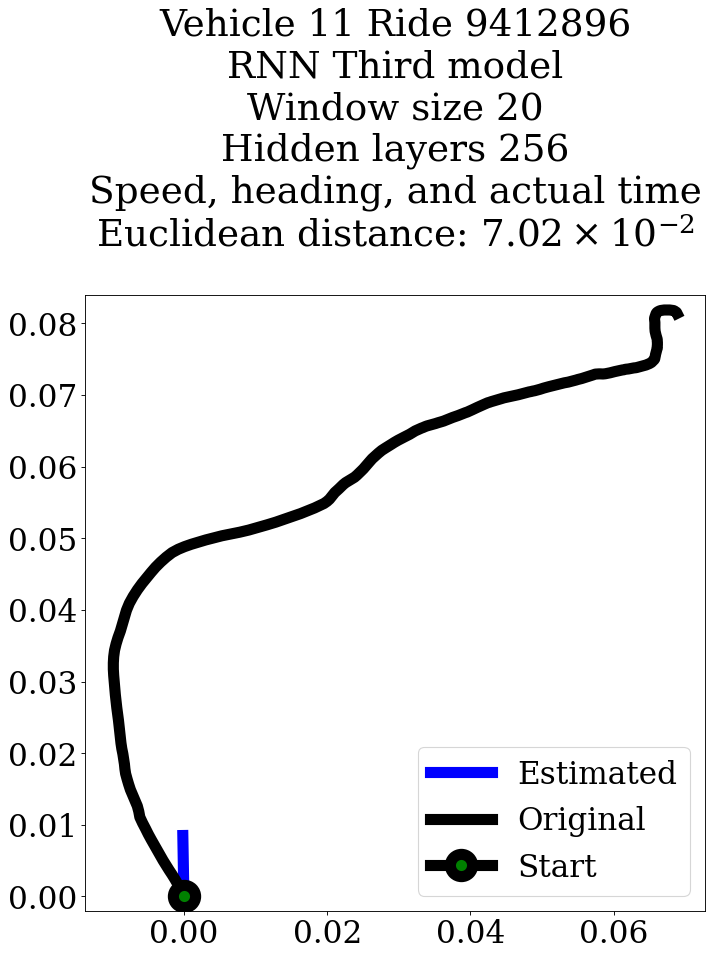 Vehicle 11 Ride 9412896
RNN Third model
Window size 20
Hidden layers 256
Speed, heading, and actual time
Euclidean distance: 7.02 × 10⁻²
0.08
0.07
0.06
0.05
0.04
0.03
0.02
0.01
0.00
Estimated
Original
Start
0.00 0.02 0.04 0.06